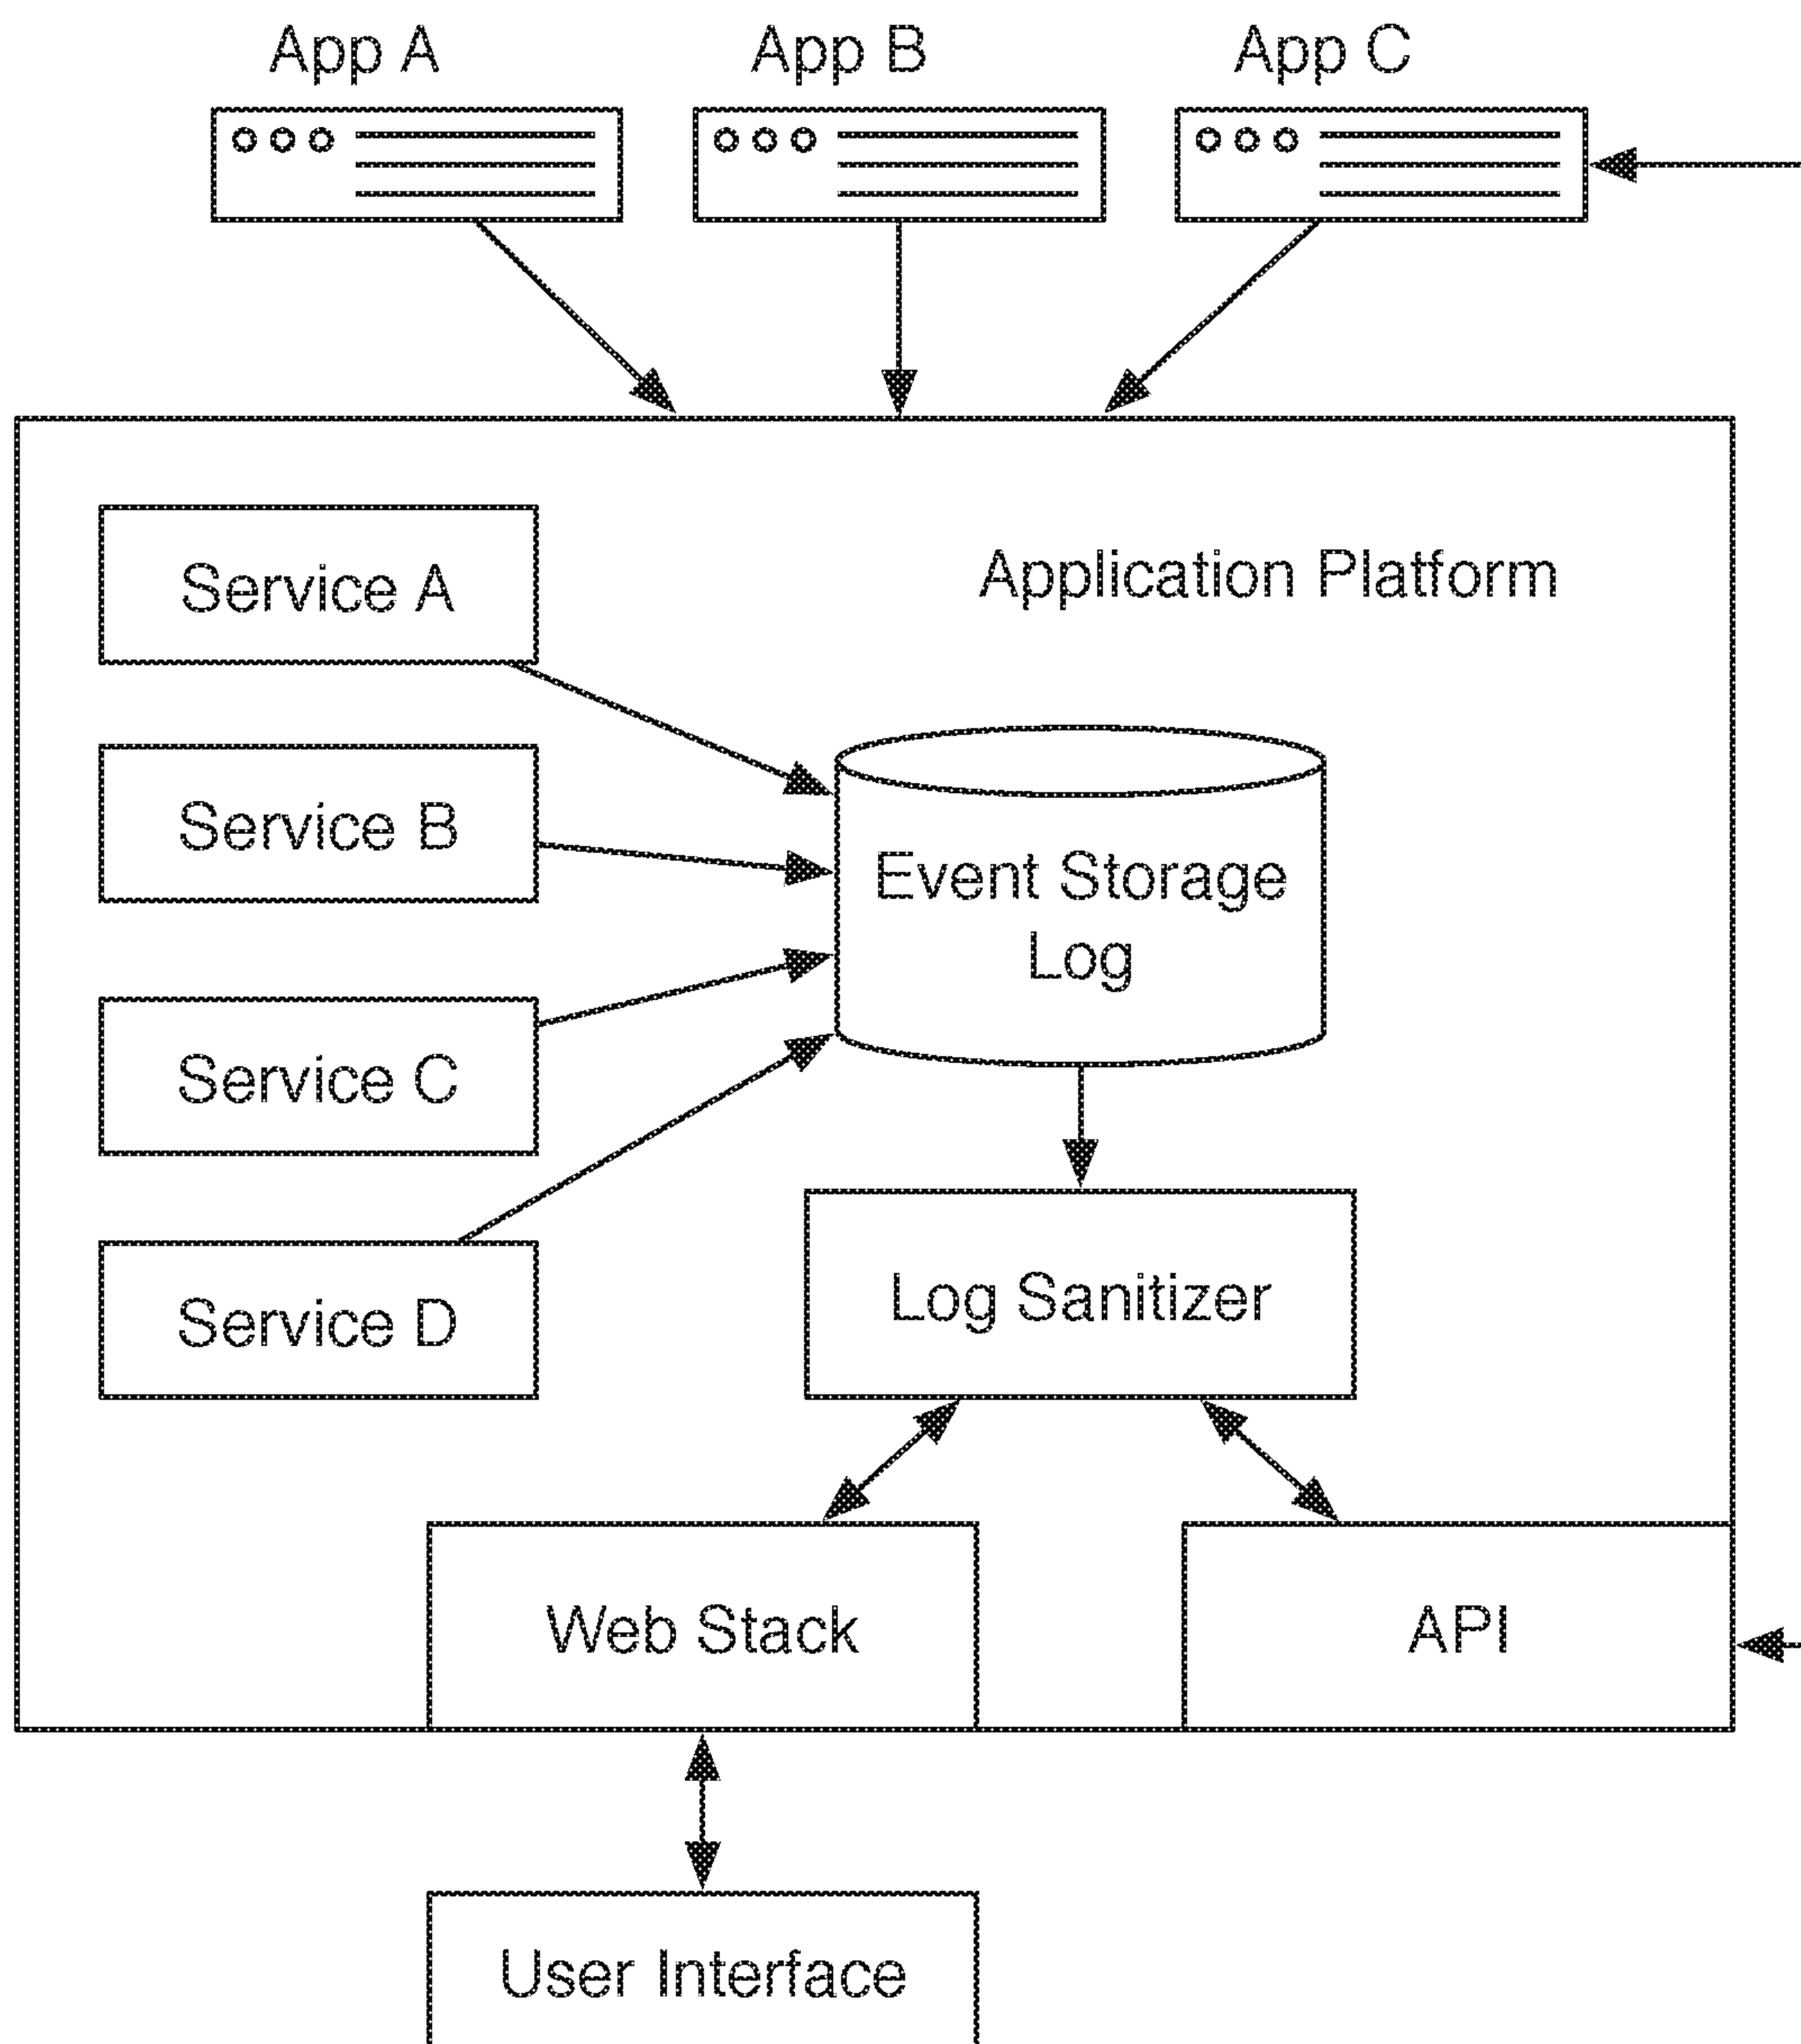 App A
App B
App C
Application Platform
Service A
Service B
Service C
Service D
Event Storage
Log
Log Sanitizer
Web Stack
API
User Interface